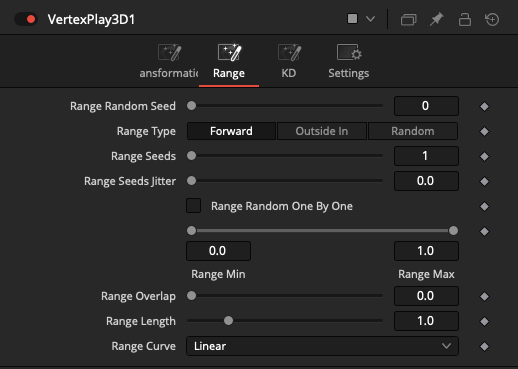 VertexPlay3D1
ansformatic Range KD Settings
Range Random Seed 0
Range Type Forward Outside In Random
Range Seeds 1
Range Seeds Jitter 0.0
Range Random One By One
0.0 1.0
Range Min Range Max
Range Overlap 0.0
Range Length 1.0
Range Curve Linear